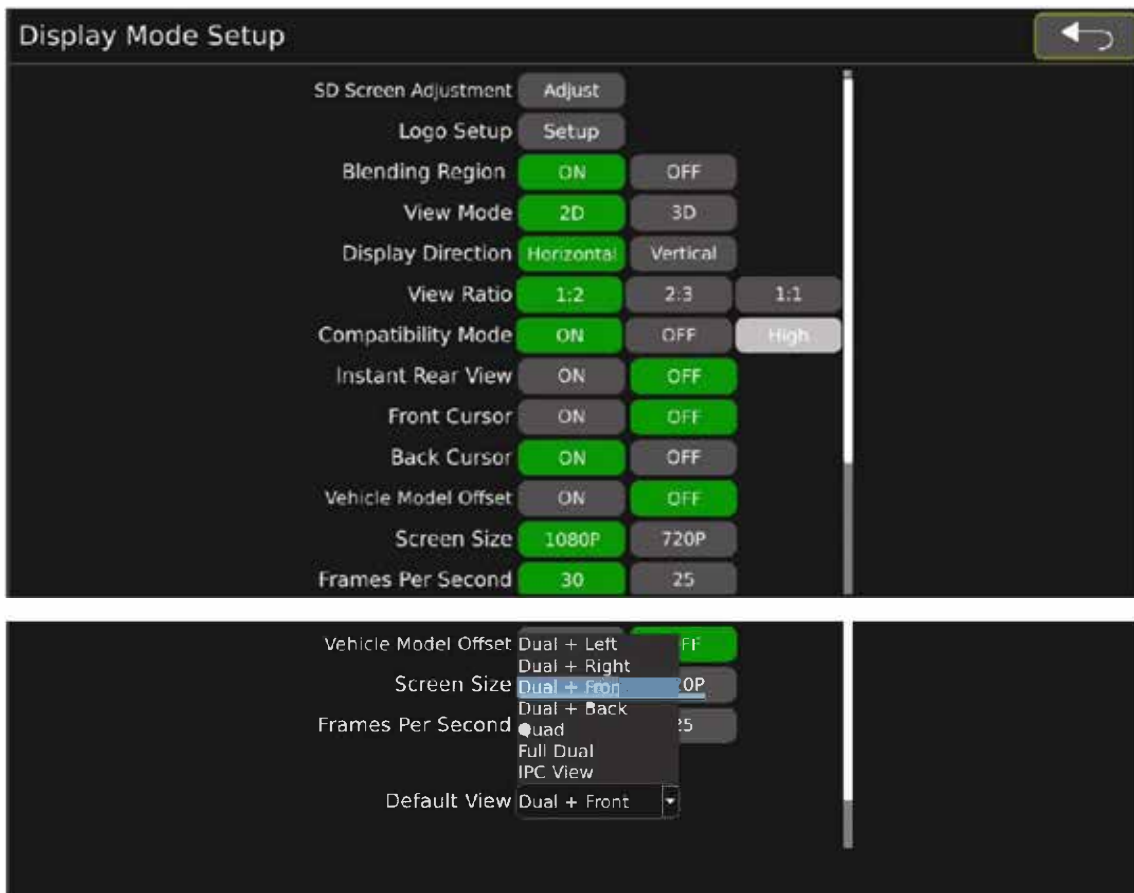 Display Mode Setup
SD Screen Adjustment Adjust
Logo Setup Setup
Blending Region ON OFF
View Mode 2D 3D
Display Direction Horizontal Vertical
View Ratio 1:2 2:3 1:1
Compatibility Mode ON OFF High
Instant Rear View ON OFF
Front Cursor ON OFF
Back Cursor ON OFF
Vehicle Model Offset ON OFF
Screen Size 1080P 720P
Frames Per Second 30 25
Vehicle Model Offset Dual + Left FF
Dual + Right
Screen Size Dual + Fron 0P
Dual + Back
Frames Per Second Quad 25
Full Dual
IPC View
Default View Dual + Front